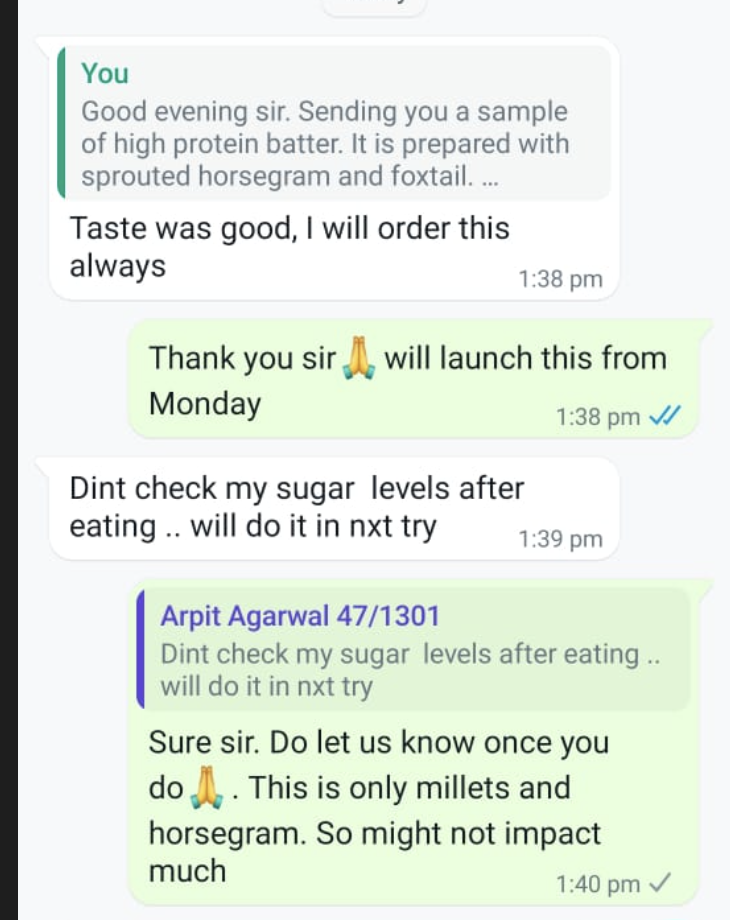 You
Good evening sir. Sending you a sample
of high protein batter. It is prepared with
sprouted horsegram and foxtail. ...
Taste was good, I will order this
always
1:38 pm
Thank you sir🙏 will launch this from
Monday
1:38 pm
Dint check my sugar  levels after
eating .. will do it in nxt try
1:39 pm
Arpit Agarwal 47/1301
Dint check my sugar  levels after eating ..
will do it in nxt try
Sure sir. Do let us know once you
do🙏. This is only millets and
horsegram. So might not impact
much
1:40 pm